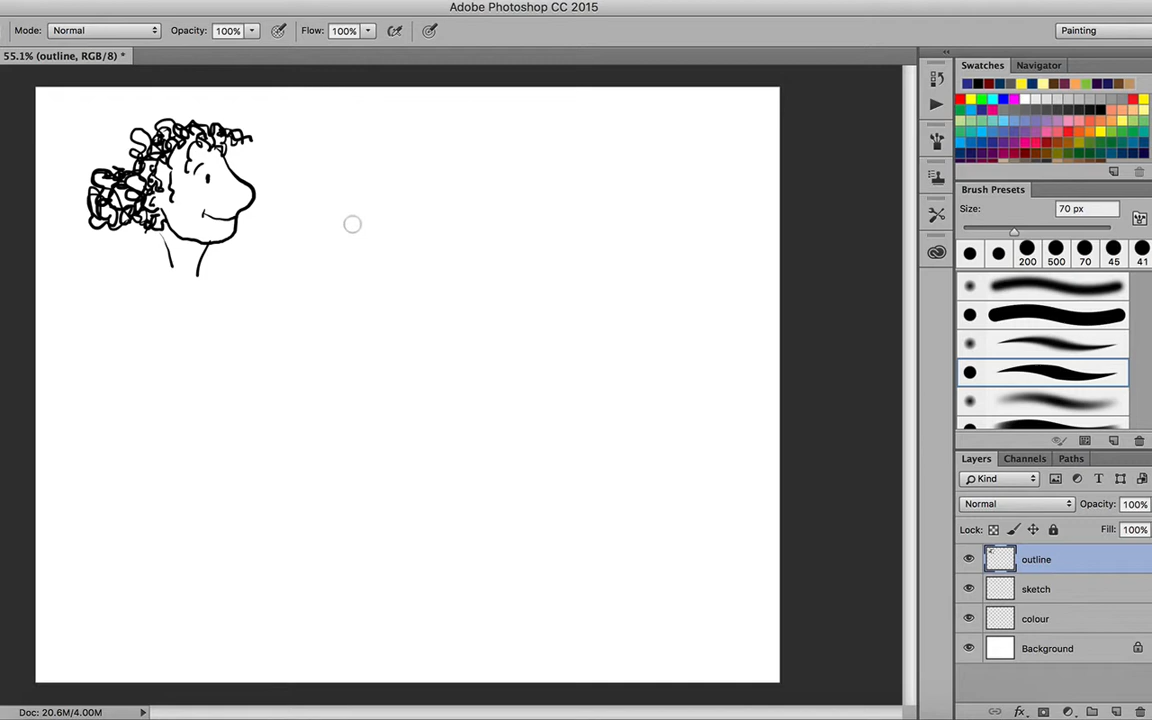 Adobe Photoshop CC 2015
Mode: Normal Opacity: 100% Flow: 100% Painting
55.1% (outline, RGB/8) *
Swatches Navigator
Brush Presets
Size: 70 px
200 500 70 45 41
Layers Channels Paths
Kind
Normal Opacity: 100%
Lock: Fill: 100%
outline
sketch
colour
Background
fx
Doc: 20.6M/4.00M